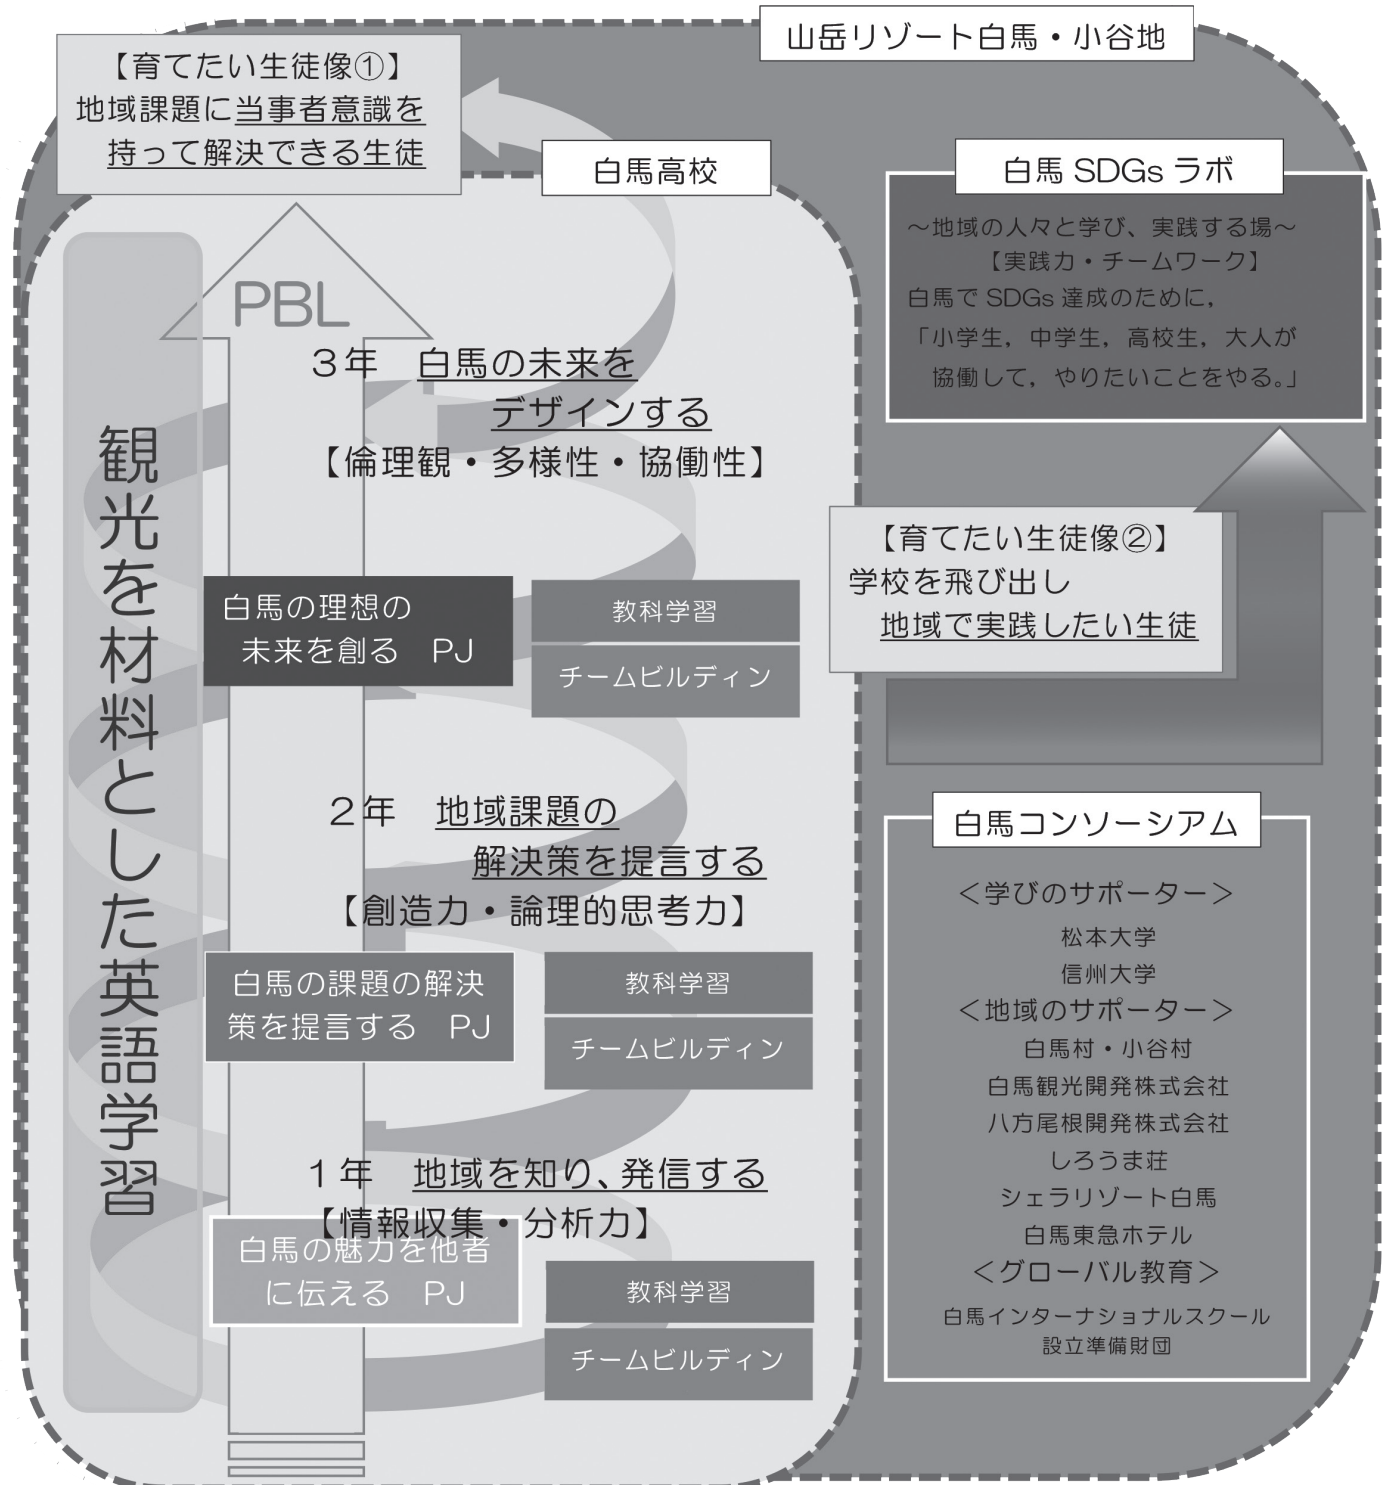 山岳リゾート白馬・小谷地
【育てたい生徒像①】
地域課題に当事者意識を
持って解決できる生徒
白馬高校
PBL
観光を材料とした英語学習
３年　白馬の未来を
デザインする
【倫理観・多様性・協働性】
白馬の理想の
未来を創る　PJ
教科学習
チームビルディン
２年　地域課題の
解決策を提言する
【創造力・論理的思考力】
白馬の課題の解決
策を提言する　PJ
教科学習
チームビルディン
１年　地域を知り、発信する
【情報収集・分析力】
白馬の魅力を他者
に伝える　PJ
教科学習
チームビルディン
白馬 SDGs ラボ
～地域の人々と学び、実践する場～
【実践力・チームワーク】
白馬で SDGs 達成のために，
「小学生，中学生，高校生，大人が
協働して，やりたいことをやる。」
【育てたい生徒像②】
学校を飛び出し
地域で実践したい生徒
白馬コンソーシアム
＜学びのサポーター＞
松本大学
信州大学
＜地域のサポーター＞
白馬村・小谷村
白馬観光開発株式会社
八方尾根開発株式会社
しろうま荘
シェラリゾート白馬
白馬東急ホテル
＜グローバル教育＞
白馬インターナショナルスクール
設立準備財団